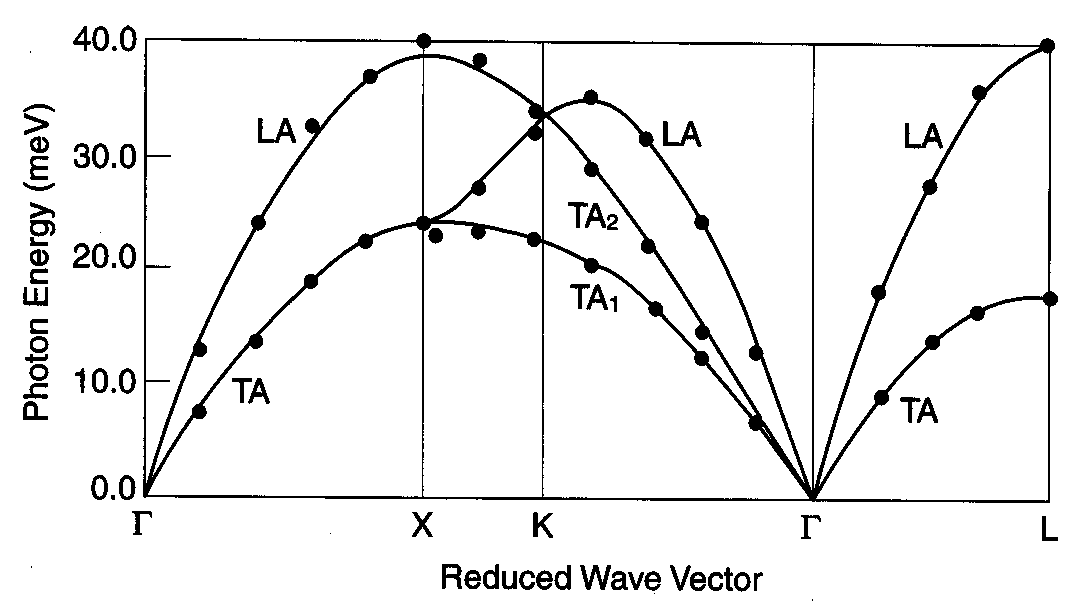 40.0
30.0
20.0
10.0
0.0
Photon Energy (meV)
LA
LA
LA
TA₂
TA₁
TA
TA
Γ X K Γ L
Reduced Wave Vector